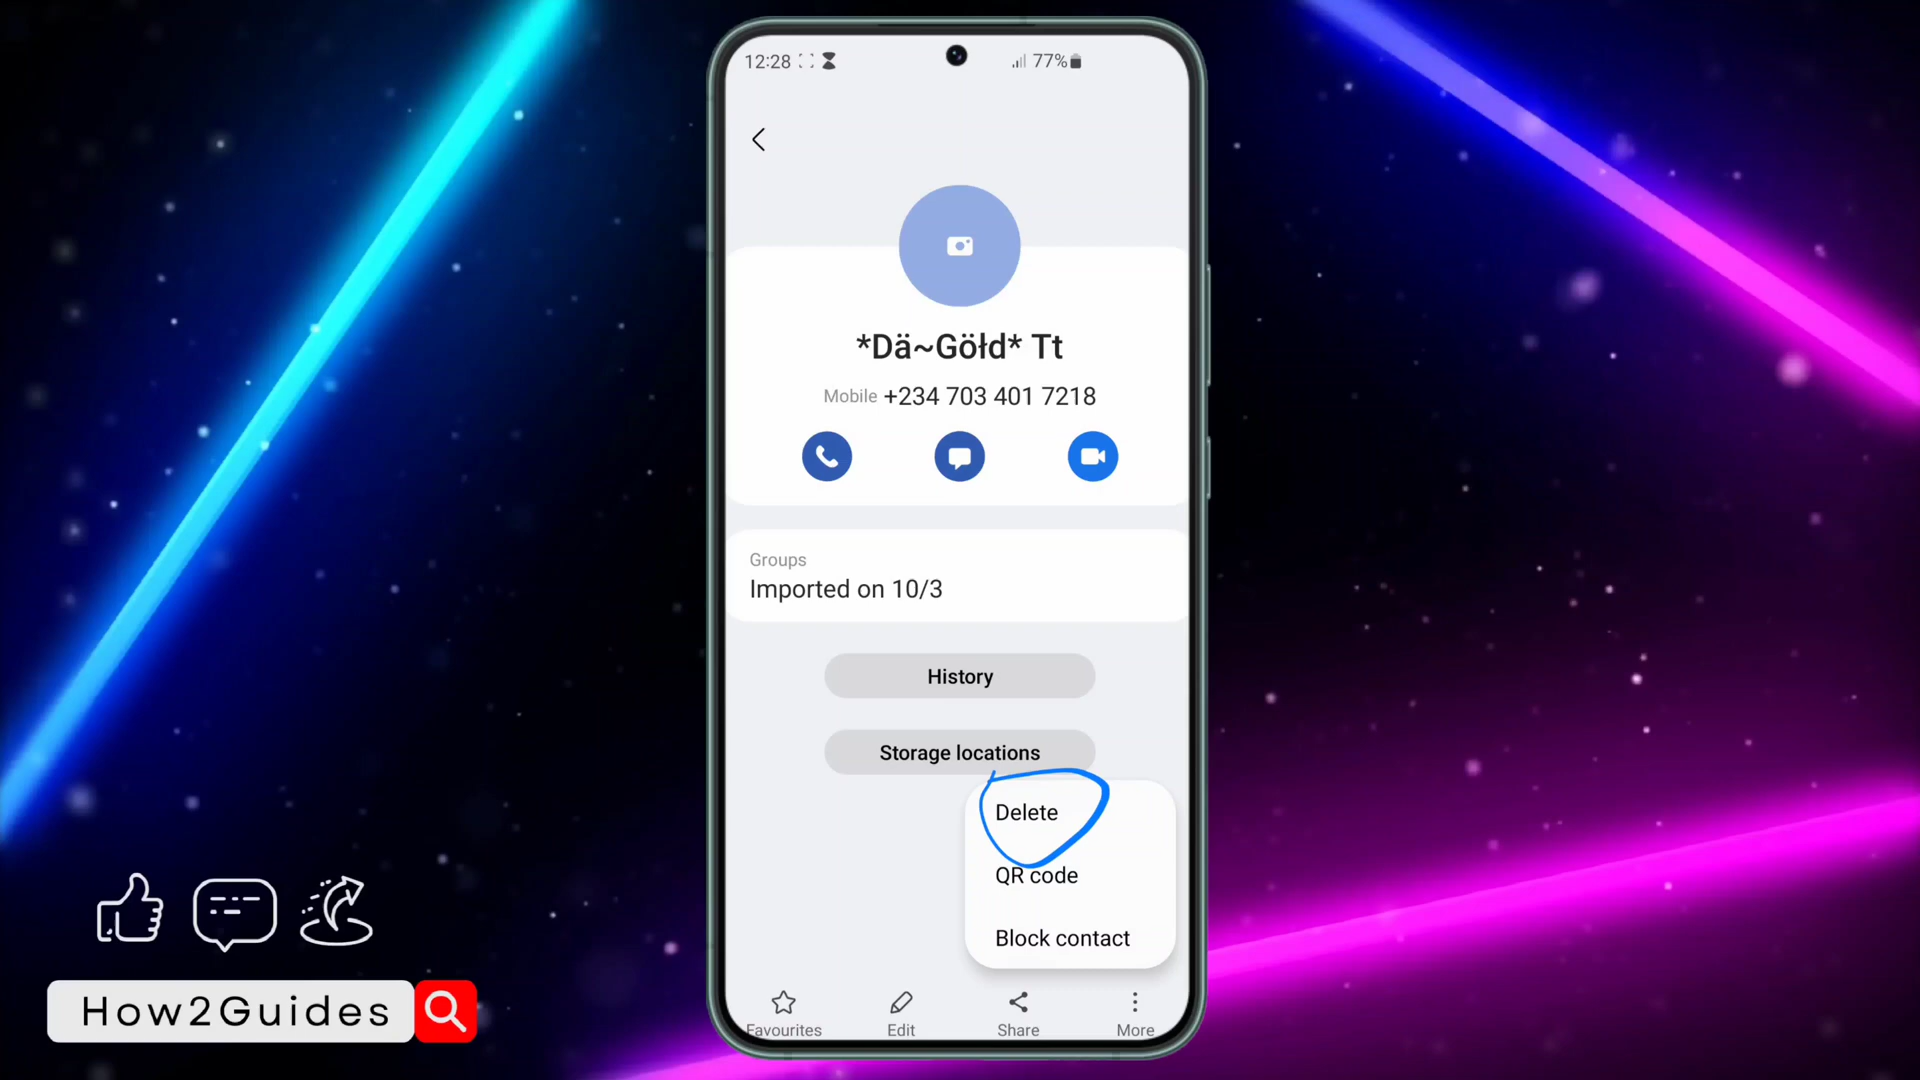 12:28
77%
*Dä~Göłd* Tt
Mobile +234 703 401 7218
Groups
Imported on 10/3
History
Storage locations
Delete
QR code
Block contact
Favourites Edit Share More
How2Guides